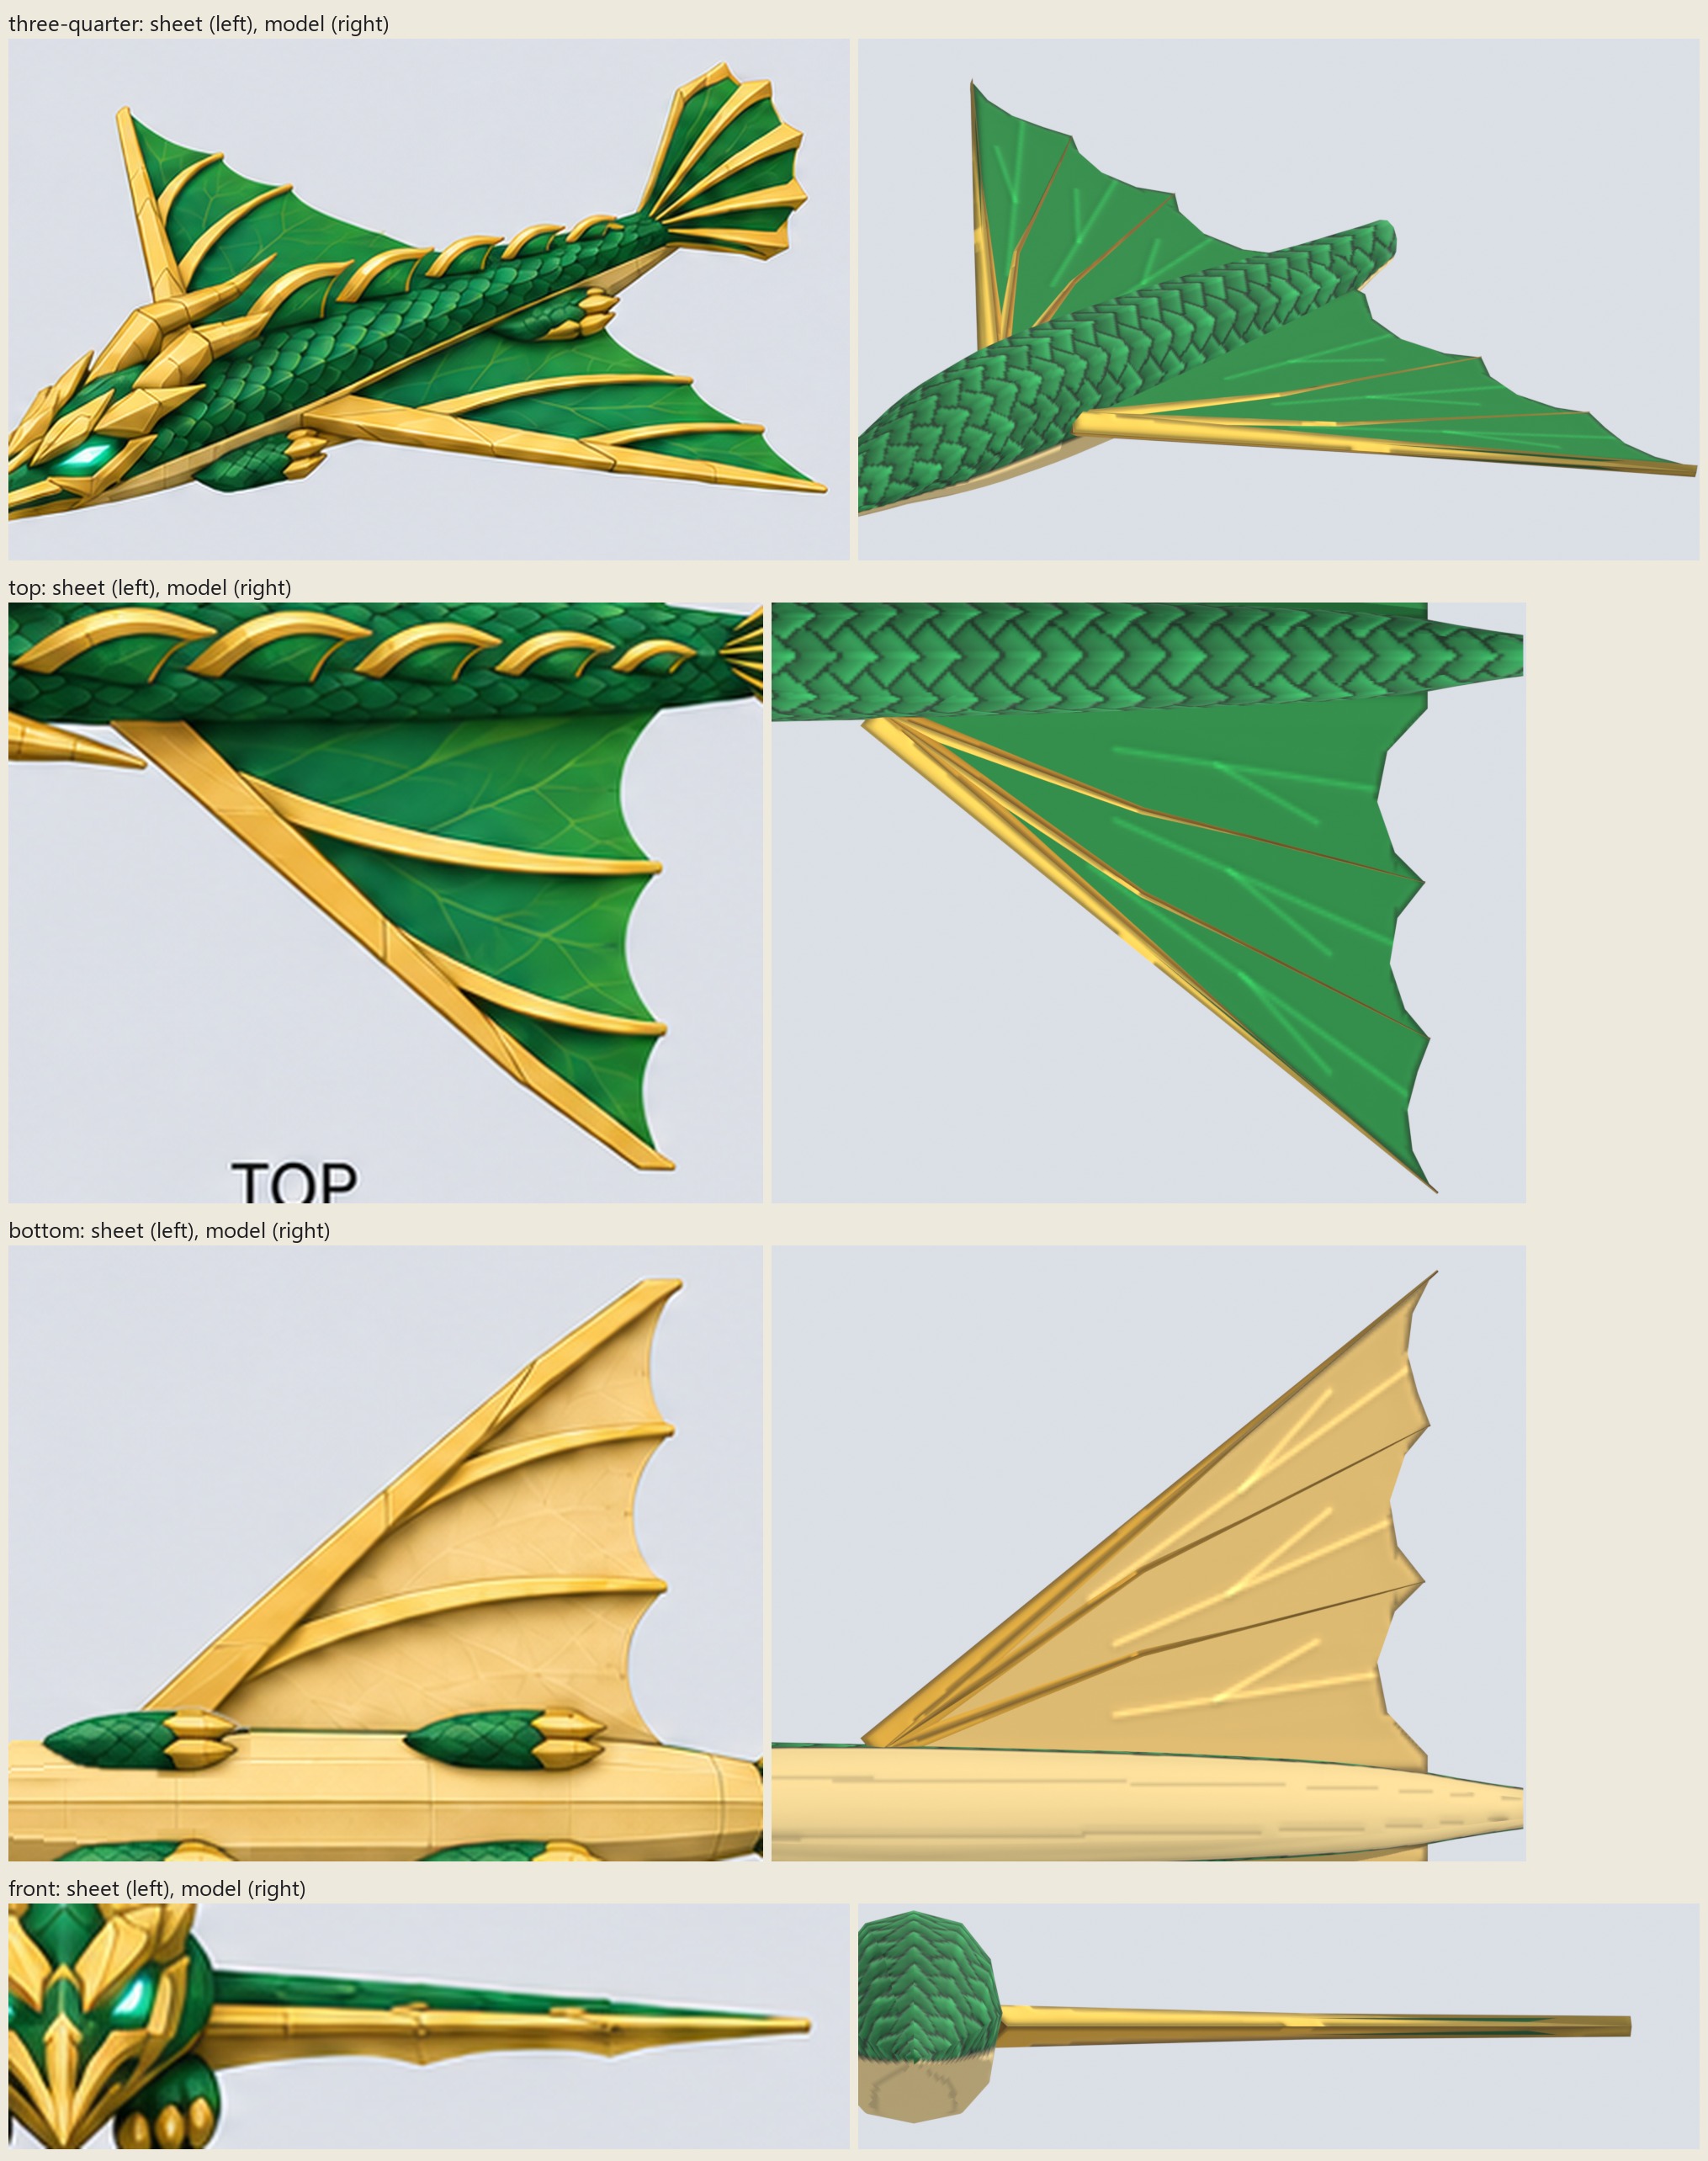 three-quarter: sheet (left), model (right)
top: sheet (left), model (right)
TOP
bottom: sheet (left), model (right)
front: sheet (left), model (right)